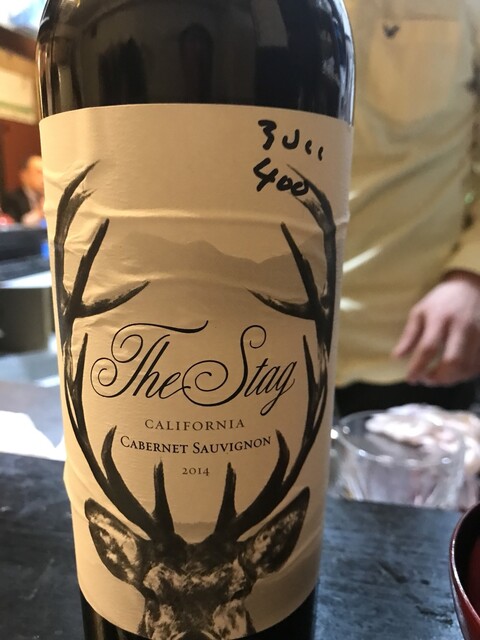 400
The Stag
CALIFORNIA
CABERNET SAUVIGNON
2014